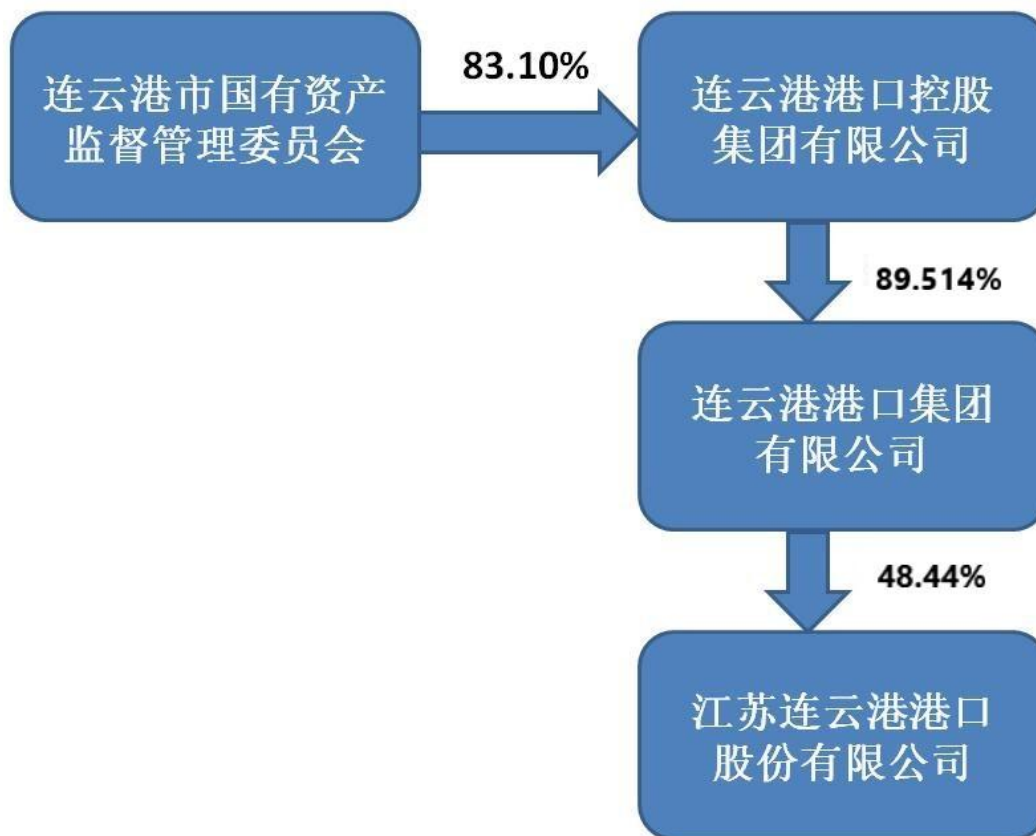 连云港市国有资产
监督管理委员会
83.10%
连云港港口控股
集团有限公司
89.514%
连云港港口集团
有限公司
48.44%
江苏连云港港口
股份有限公司